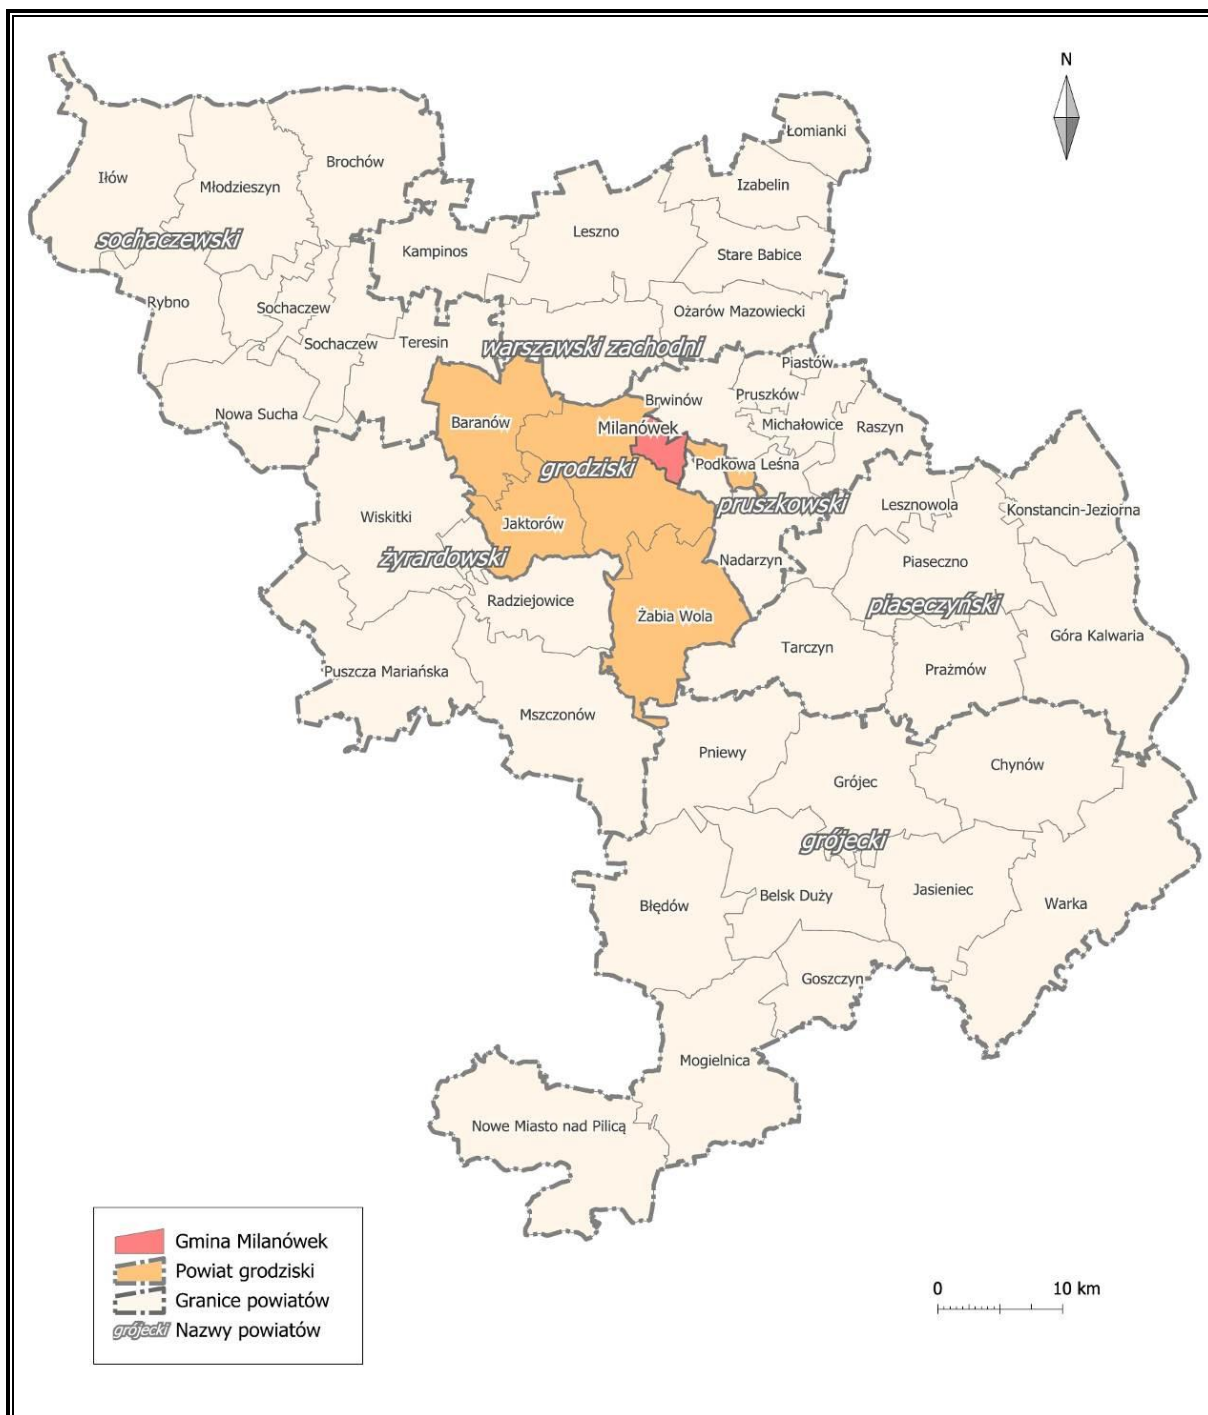 N
Łomianki
Brochów
Iłów
Młodzieszyn
Izabelin
Leszno
sochaczewski
Kampinos
Stare Babice
Rybno
Sochaczew
Ożarów Mazowiecki
Sochaczew
Teresin
warszawski zachodni
Piastów
Pruszków
Brwinów
Nowa Sucha
Baranów
Milanówek
Michałowice
Raszyn
grodziski
Podkowa Leśna
pruszkowski
Lesznowola
Konstancin-Jeziorna
Wiskitki
Jaktorów
żyrardowski
Nadarzyn
Piaseczno
Radziejowice
Żabia Wola
piaseczyński
Góra Kalwaria
Tarczyn
Puszcza Mariańska
Prażmów
Mszczonów
Pniewy
Grójec
Chynów
grójecki
Belsk Duży
Jasieniec
Błędów
Warka
Goszczyn
Mogielnica
Nowe Miasto nad Pilicą
Gmina Milanówek
Powiat grodziski
Granice powiatów
grójecki Nazwy powiatów
0 10 km